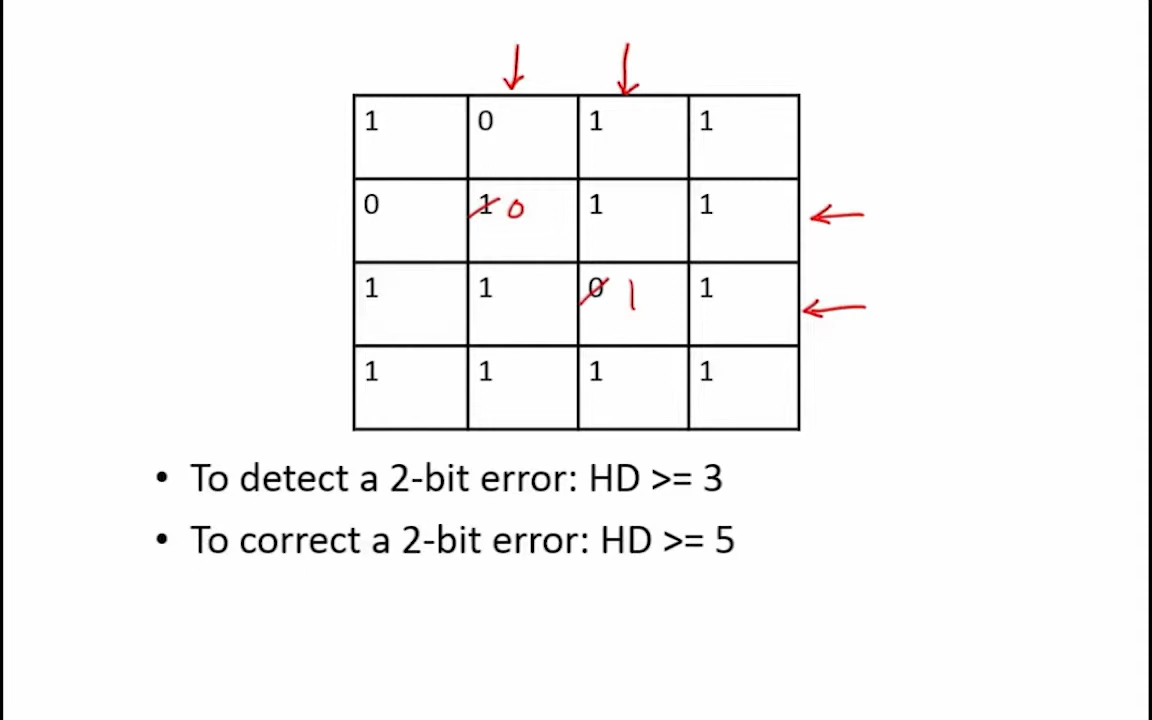 1 0 1 1
0 1 0 1 1
1 1 0 1 1
1 1 1 1
• To detect a 2-bit error: HD >= 3
• To correct a 2-bit error: HD >= 5